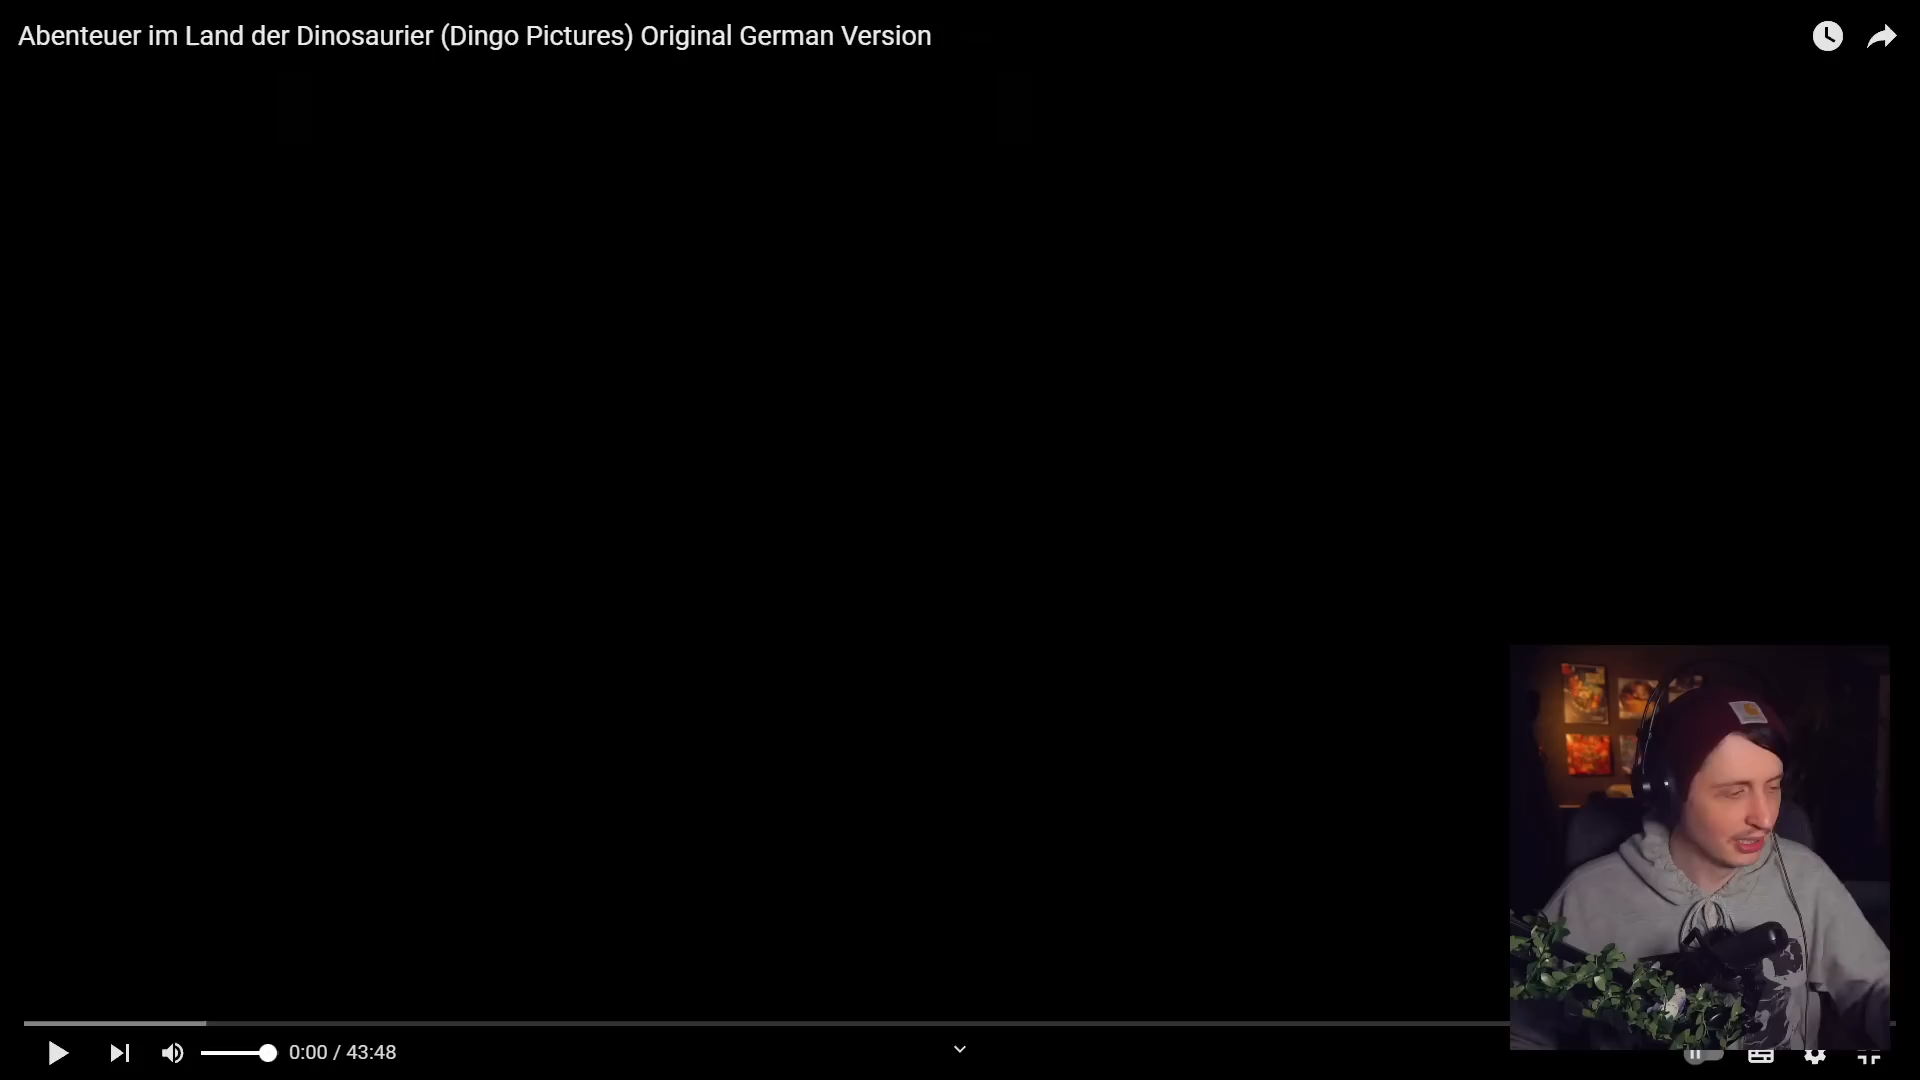 Abenteuer im Land der Dinosaurier (Dingo Pictures) Original German Version
0:00 / 43:48